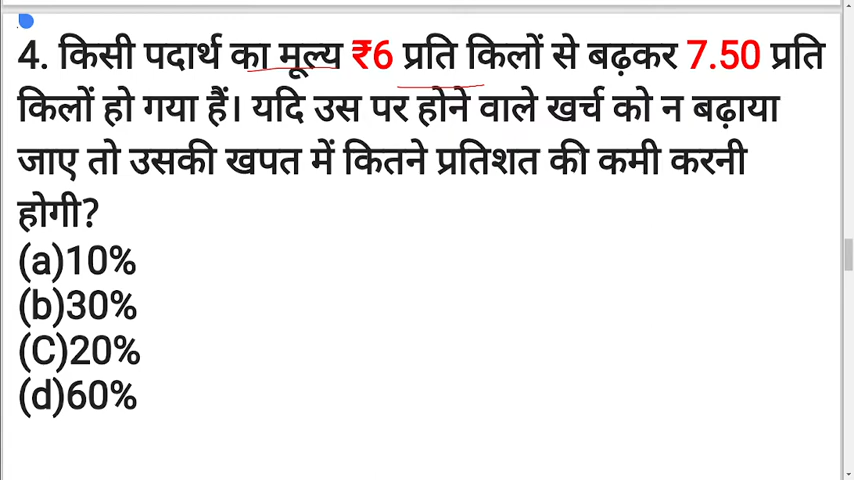 4. किसी पदार्थ का मूल्य ₹6 प्रति किलों से बढ़कर 7.50 प्रति
किलों हो गया हैं। यदि उस पर होने वाले खर्च को न बढ़ाया
जाए तो उसकी खपत में कितने प्रतिशत की कमी करनी
होगी?
(a)10%
(b)30%
(C)20%
(d)60%